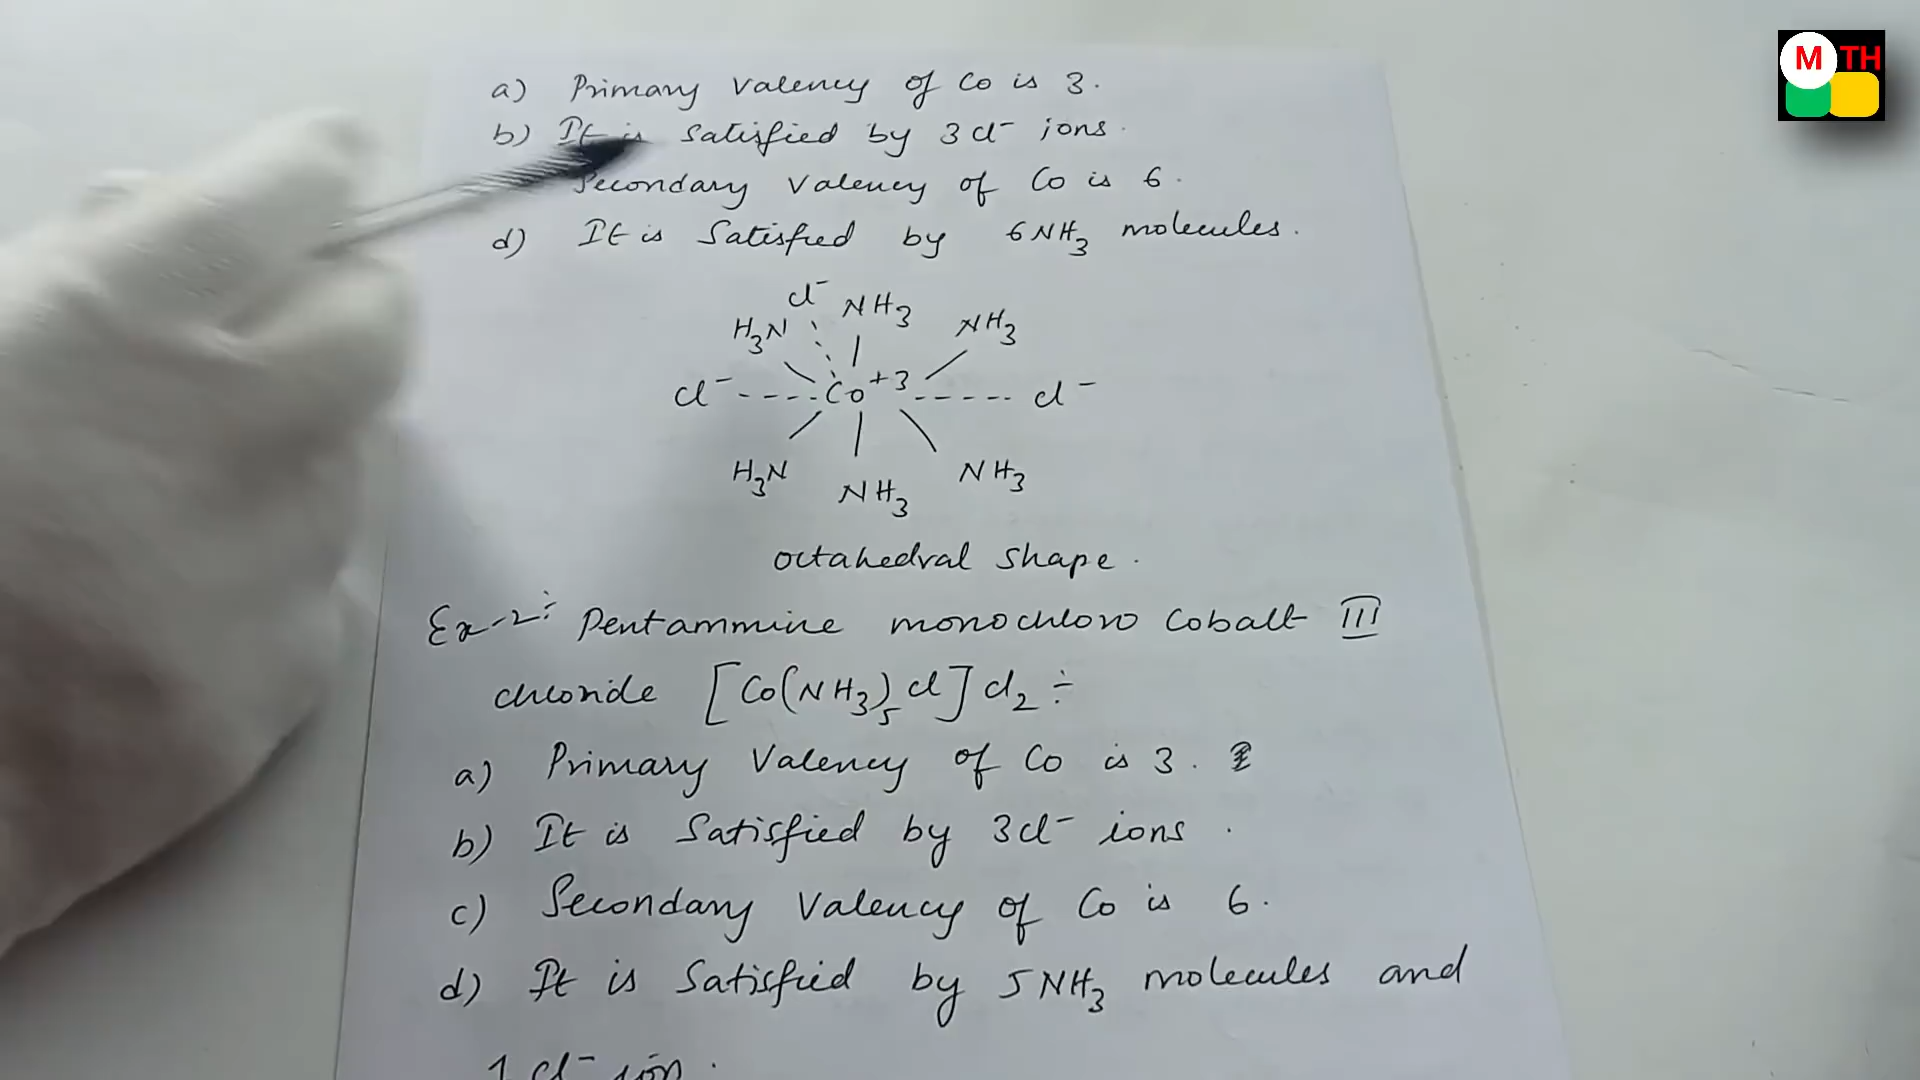 M TH
a) Primary Valency of Co is 3.
b) It is Satisfied by 3 Cl⁻ ions.
Secondary Valency of Co is 6.
d) It is Satisfied by 6NH₃ molecules.
Cl⁻ NH₃
H₃N NH₃
Cl⁻ ----Co⁺³ ----- Cl⁻
H₃N NH₃ NH₃
octahedral shape.
Ex-2:- Pentammine monochloro Cobalt III
chloride [Co(NH₃)₅Cl]Cl₂ :-
a) Primary Valency of Co is 3.
b) It is Satisfied by 3Cl⁻ ions.
c) Secondary Valency of Co is 6.
d) It is Satisfied by 5NH₃ molecules and
1 Cl⁻ ion.